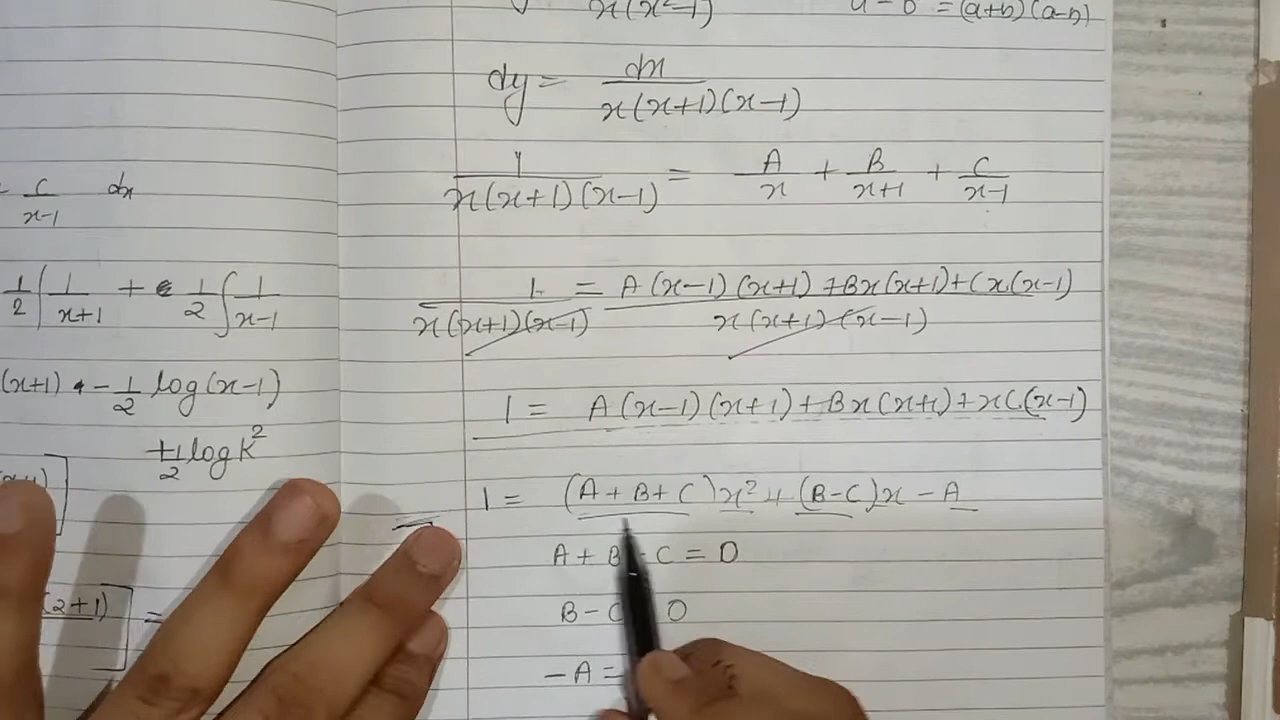 x(x²-1)
= (a+b)(a-b)
dy = dx / x(x+1)(x-1)
1 / x(x+1)(x-1) = A/x + B/x+1 + C/x-1
1 / x(x+1)(x-1) = A(x-1)(x+1)+Bx(x+1)+Cx(x-1) / x(x+1)(x-1)
1 = A(x-1)(x+1)+Bx(x+1)+xC(x-1)
1 = (A+B+C)x²+(B-C)x-A
A+B C = 0
B-C 0
-A =
C/x-1 dx
1/2 ∫ 1/x+1 + 1/2 ∫ 1/x-1
(x+1) - 1/2 log(x-1)
+1/2 log K²
(2+1) ] =